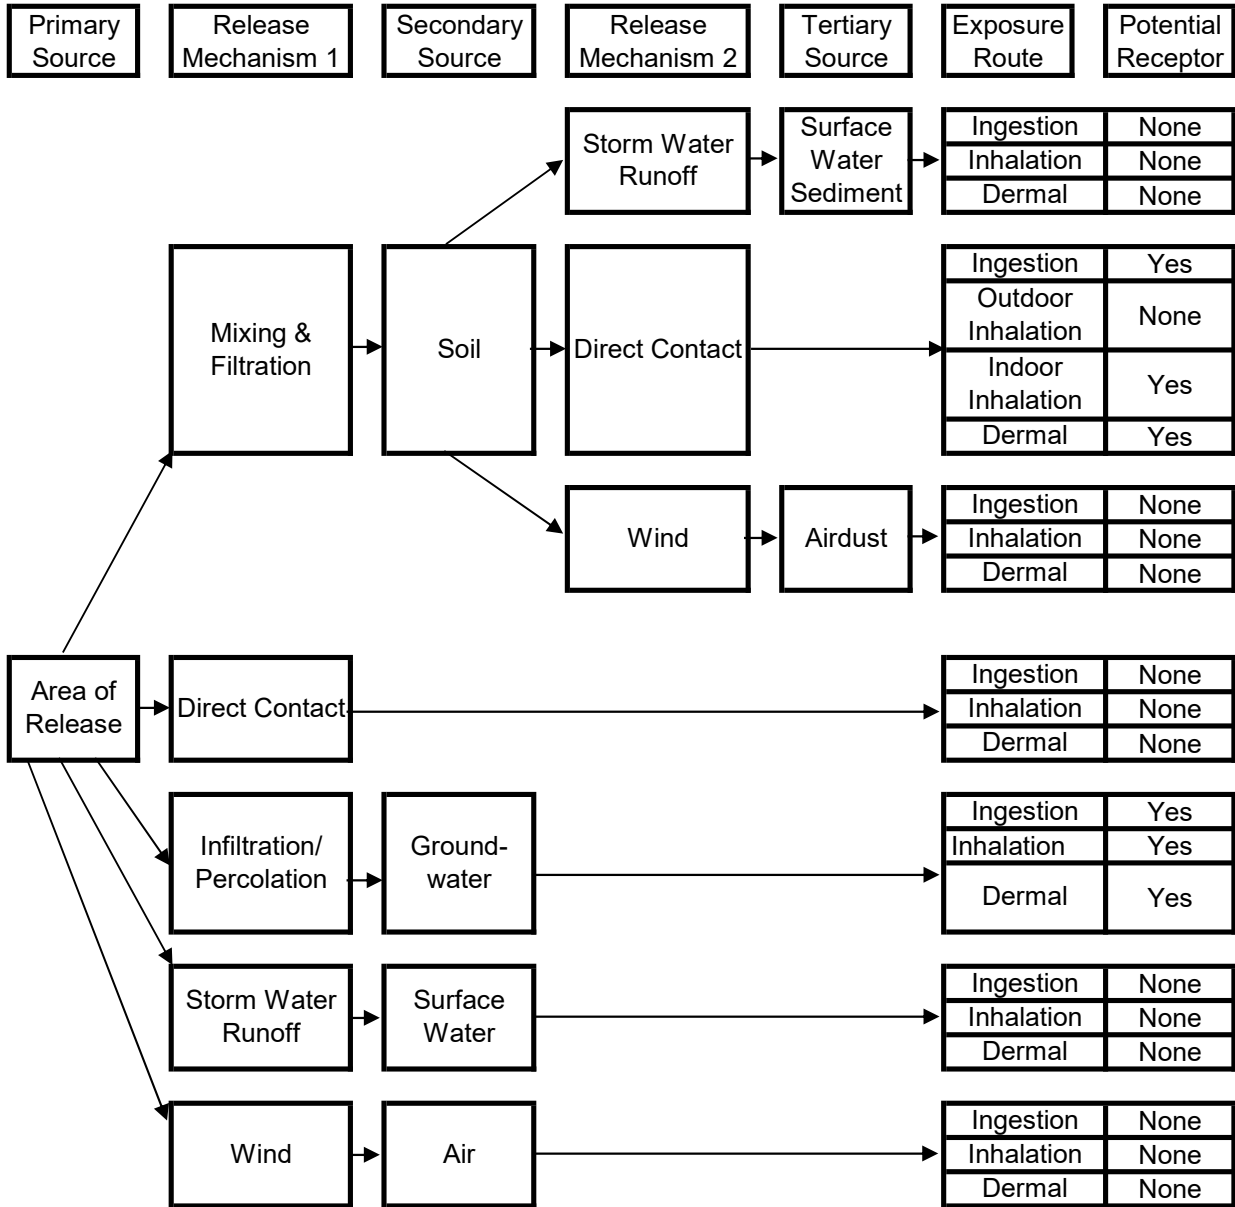 Primary
Source
Release
Mechanism 1
Secondary
Source
Release
Mechanism 2
Tertiary
Source
Exposure
Route
Potential
Receptor
Storm Water
Runoff
Surface
Water
Sediment
Ingestion None
Inhalation None
Dermal None
Mixing &
Filtration
Soil
Direct Contact
Ingestion Yes
Outdoor
Inhalation
None
Indoor
Inhalation
Yes
Dermal Yes
Wind
Airdust
Ingestion None
Inhalation None
Dermal None
Area of
Release
Direct Contact
Ingestion None
Inhalation None
Dermal None
Infiltration/
Percolation
Ground-
water
Ingestion Yes
Inhalation Yes
Dermal Yes
Storm Water
Runoff
Surface
Water
Ingestion None
Inhalation None
Dermal None
Wind
Air
Ingestion None
Inhalation None
Dermal None